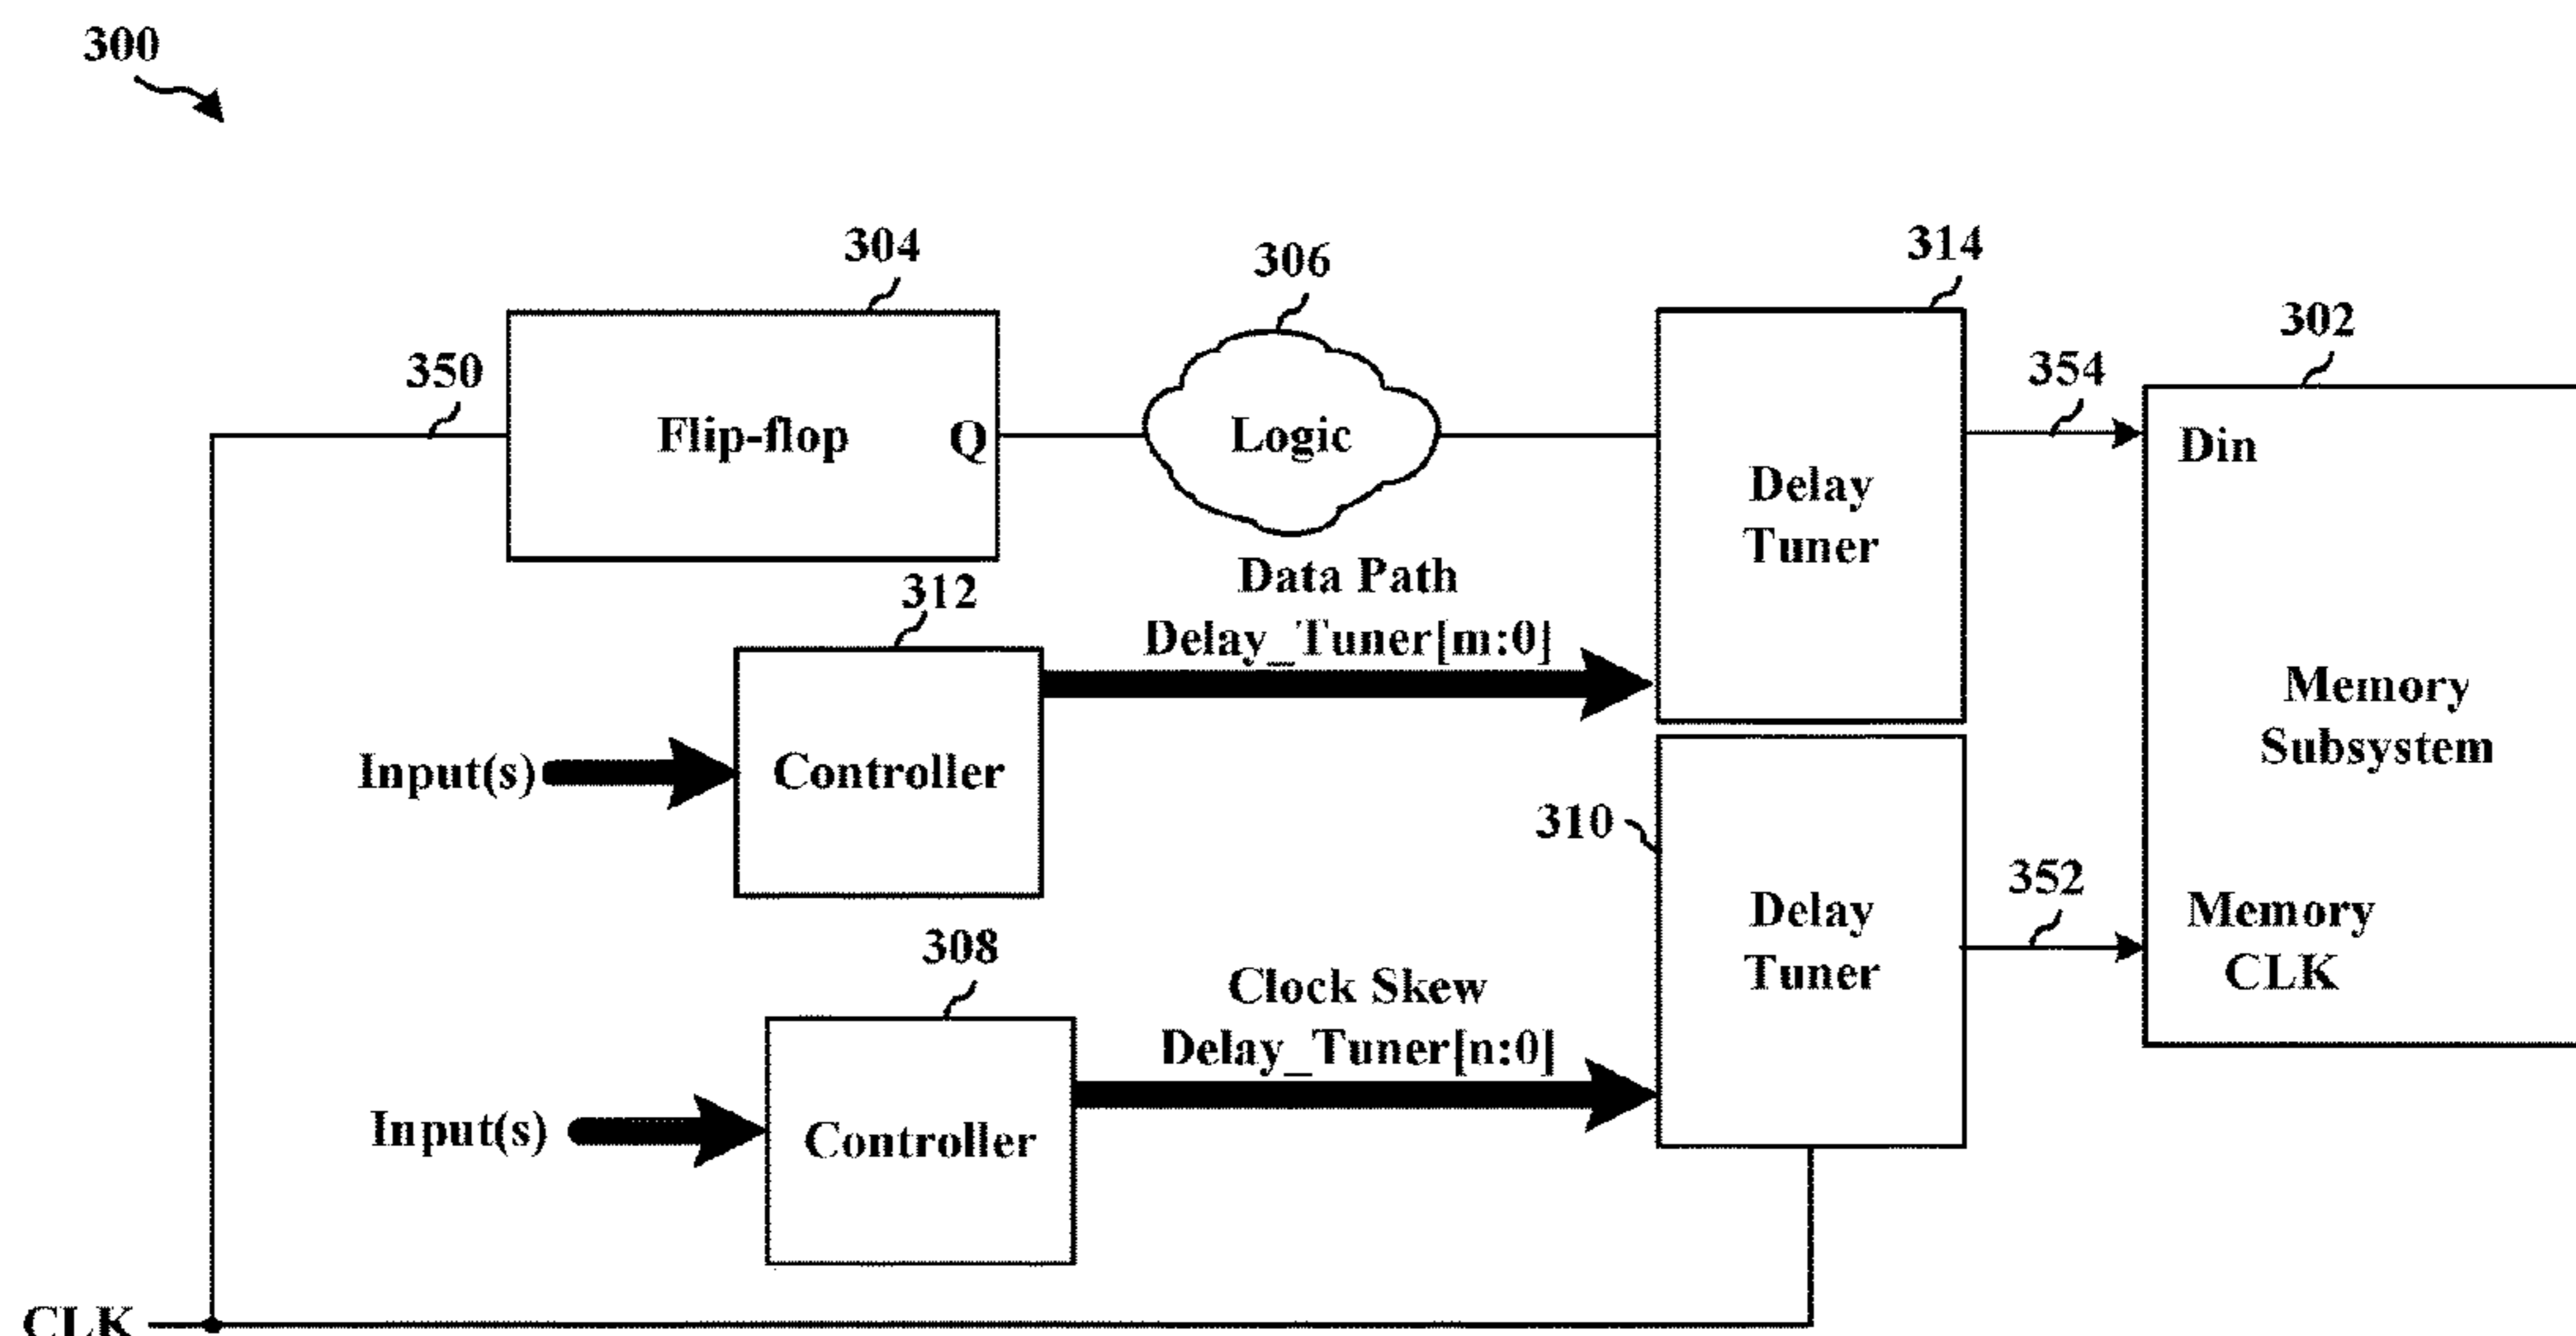 300
304
306
314
302
350
354
Flip-flop
Q
Logic
Din
Delay
Tuner
312
Data Path
Delay_Tuner[m:0]
Memory
Subsystem
Input(s)
Controller
310
308
352
Clock Skew
Delay_Tuner[n:0]
Delay
Tuner
Memory
CLK
Input(s)
Controller
CLK